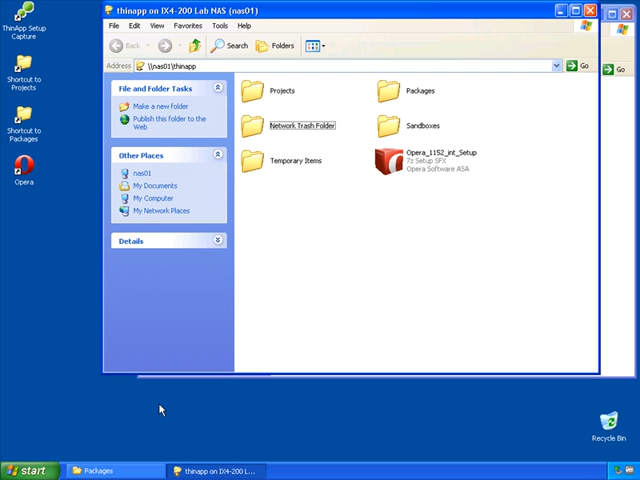 ThinApp Setup
Capture
Shortcut to
Projects
Shortcut to
Packages
Opera
thinapp on IX4-200 Lab NAS (nas01)
File Edit View Favorites Tools Help
Back Search Folders
Address \\nas01\thinapp Go
Go
File and Folder Tasks
Make a new folder
Publish this folder to the
Web
Other Places
nas01
My Documents
My Computer
My Network Places
Details
Projects
Packages
Network Trash Folder
Sandboxes
Temporary Items
Opera_1152_int_Setup
7z Setup SFX
Opera Software ASA
Recycle Bin
start Packages thinapp on IX4-200 L...